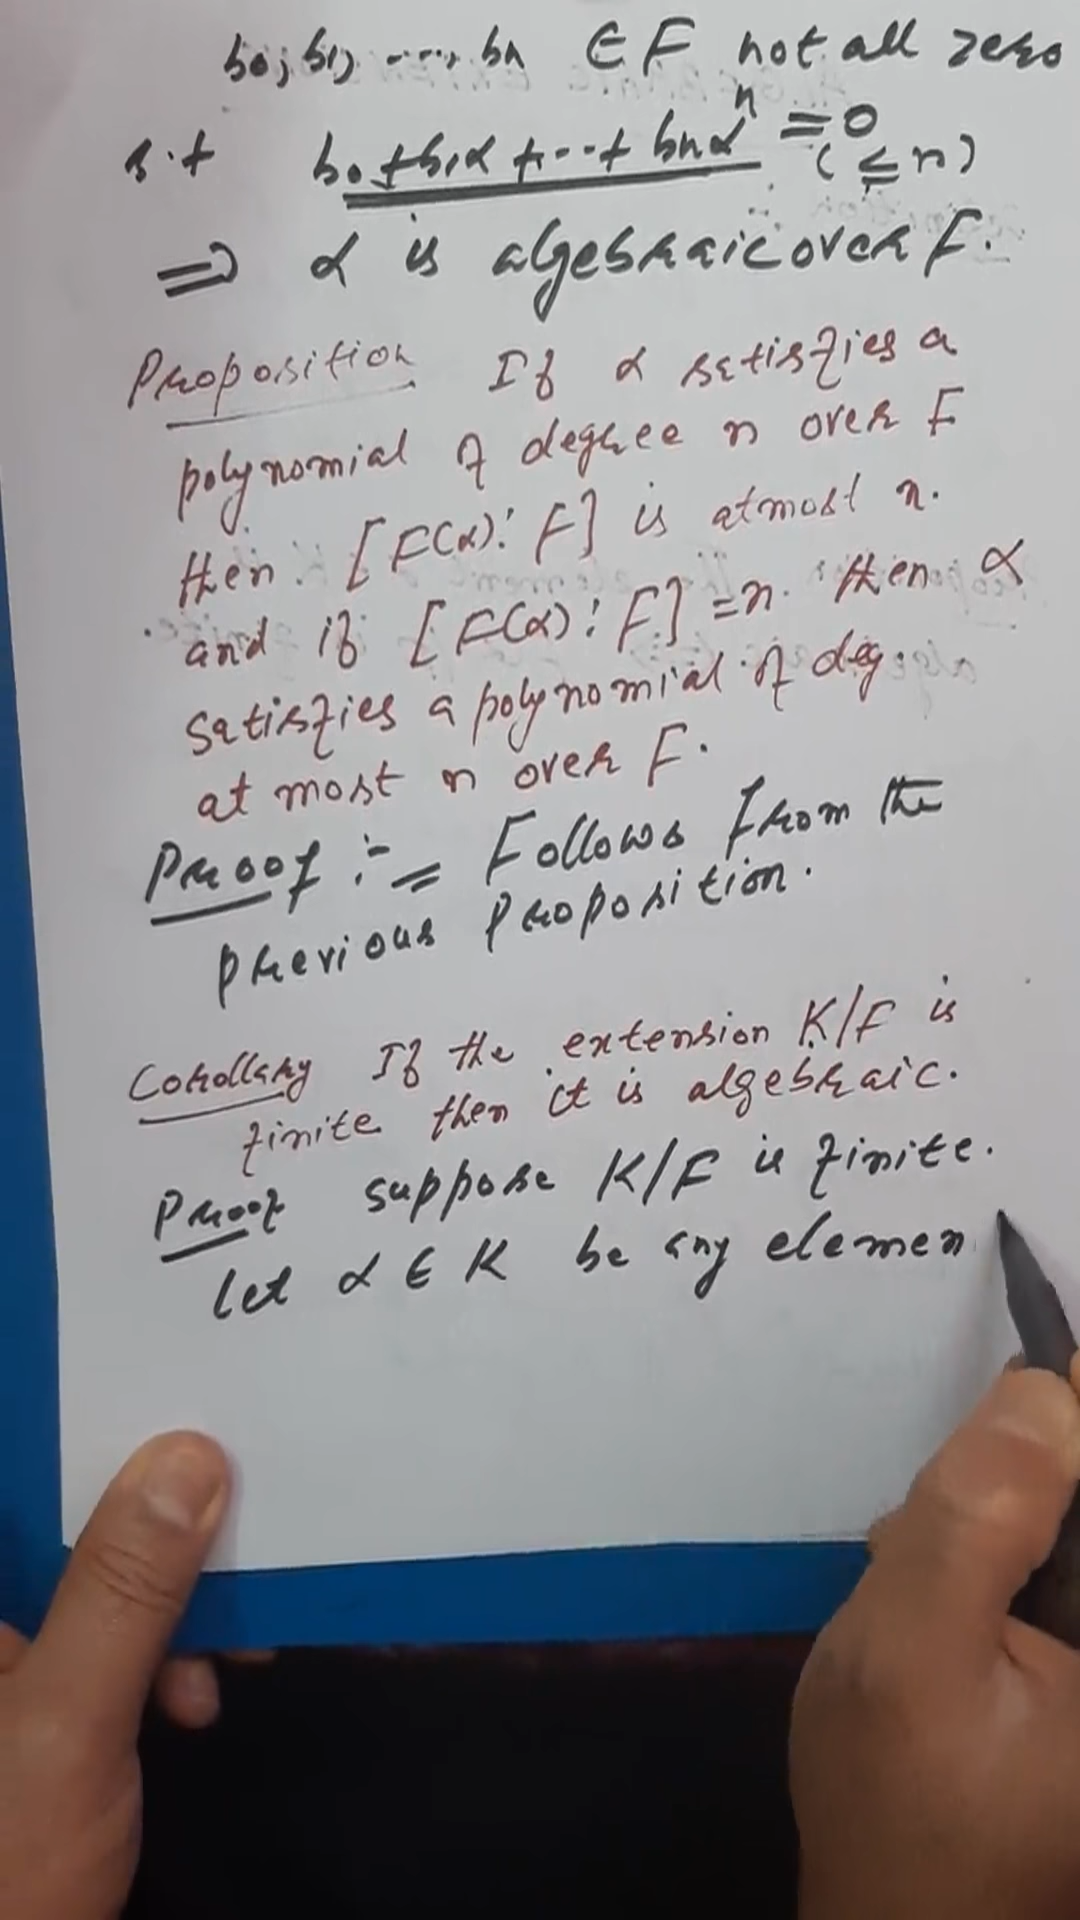 b0, b1, ...., bn ∈ F not all zero
s.t b0 + b1α + ... + bnα^n = 0
(≤ n)
⇒ α is algebraic over F.
Proposition If α satisfies a
polynomial of degree n over F
then [F(α): F] is atmost n.
and if [F(α): F] = n. then α
satisfies a polynomial of deg.
at most n over F.
Proof :- Follows from the
previous proposition.
Corollary If the extension K/F is
finite then it is algebraic.
Proof suppose K/F is finite.
Let α ∈ K be any elemen